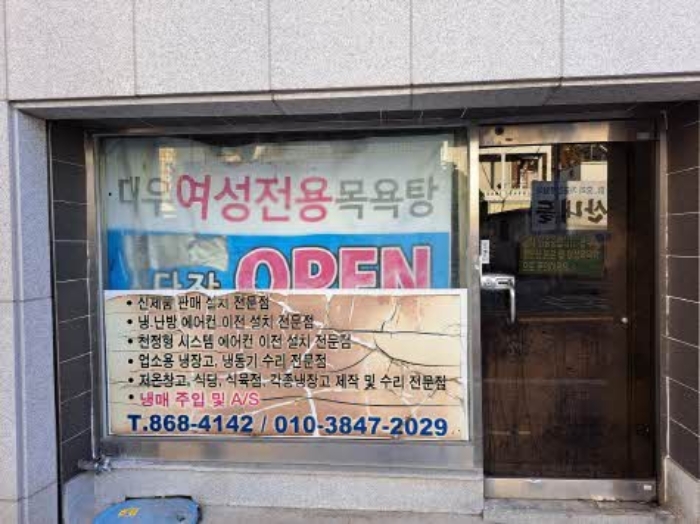 대우여성전용목욕탕
단장 OPEN
• 신제품 판매 설치 전문점
• 냉.난방 에어컨 이전 설치 전문점
• 천정형 시스템 에어컨 이전 설치 전문점
• 업소용 냉장고, 냉동기 수리 전문점
• 저온창고, 식당, 식육점, 각종냉장고 제작 및 수리 전문점
• 냉매 주입 및 A/S
T.868-4142 / 010-3847-2029